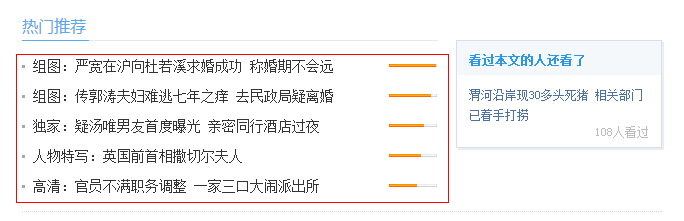 热门推荐
组图：严宽在沪向杜若溪求婚成功 称婚期不会远
组图：传郭涛夫妇难逃七年之痒 去民政局疑离婚
独家：疑汤唯男友首度曝光 亲密同行酒店过夜
人物特写：英国前首相撒切尔夫人
高清：官员不满职务调整 一家三口大闹派出所
看过本文的人还看了
渭河沿岸现30多头死猪 相关部门
已着手打捞
108人看过